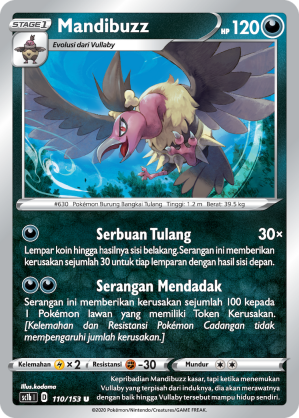 STAGE 1 Mandibuzz HP 120
Evolusi dari Vullaby
#630 Pokémon Burung Bangkai Tulang Tinggi: 1.2 m Berat: 39.5 kg
Serbuan Tulang 30×
Lempar koin hingga hasilnya sisi belakang. Serangan ini memberikan
kerusakan sejumlah 30 untuk tiap lemparan dengan hasil sisi depan.
Serangan Mendadak
Serangan ini memberikan kerusakan sejumlah 100 kepada
1 Pokémon lawan yang memiliki Token Kerusakan.
[Kelemahan dan Resistansi Pokémon Cadangan tidak
mempengaruhi jumlah kerusakan.]
Kelemahan ×2 Resistansi -30 Mundur
Illus.kodama
sc1b I D 110/153 U
Kepribadian Mandibuzz kasar, tapi ketika menemukan
Vullaby yang terpisah dari induknya, dia akan merawatnya
dengan baik hingga Vullaby tersebut mampu hidup sendiri.
©2020 Pokémon/Nintendo/Creatures/GAME FREAK.